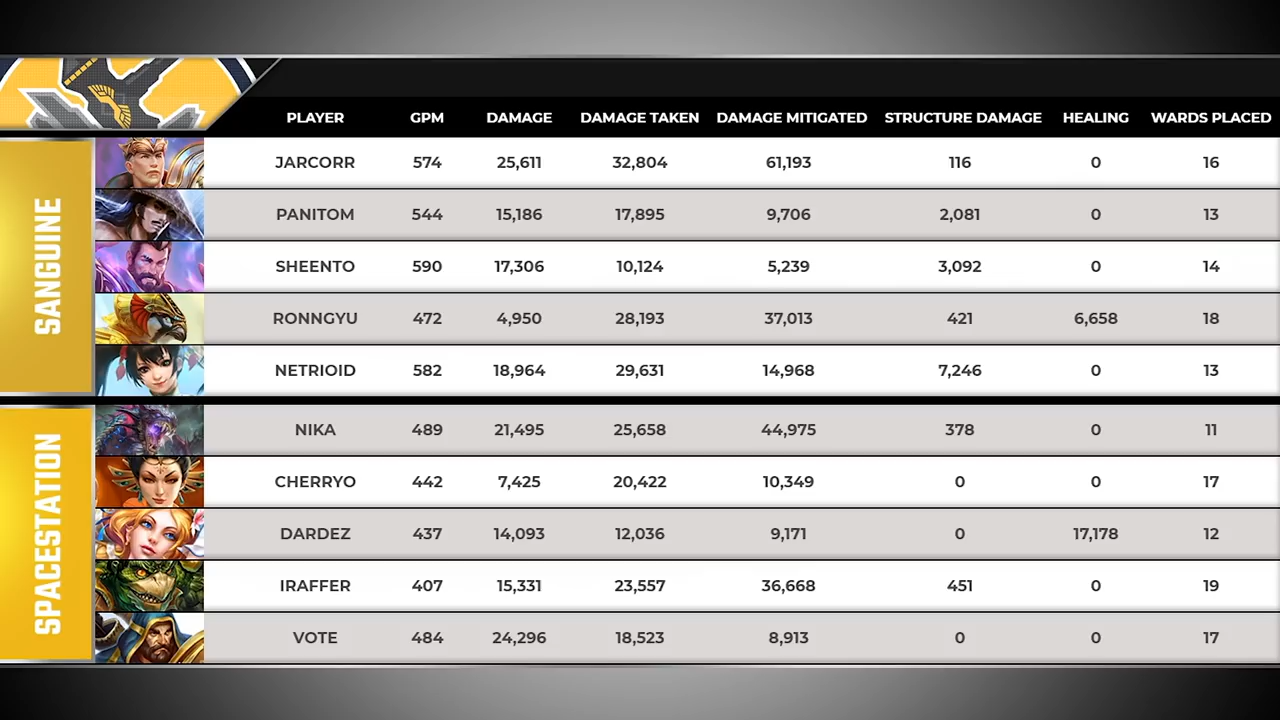 PLAYER GPM DAMAGE DAMAGE TAKEN DAMAGE MITIGATED STRUCTURE DAMAGE HEALING WARDS PLACED
SANGUINE
JARCORR 574 25,611 32,804 61,193 116 0 16
PANITOM 544 15,186 17,895 9,706 2,081 0 13
SHEENTO 590 17,306 10,124 5,239 3,092 0 14
RONNGYU 472 4,950 28,193 37,013 421 6,658 18
NETRIOID 582 18,964 29,631 14,968 7,246 0 13
SPACESTATION
NIKA 489 21,495 25,658 44,975 378 0 11
CHERRYO 442 7,425 20,422 10,349 0 0 17
DARDEZ 437 14,093 12,036 9,171 0 17,178 12
IRAFFER 407 15,331 23,557 36,668 451 0 19
VOTE 484 24,296 18,523 8,913 0 0 17